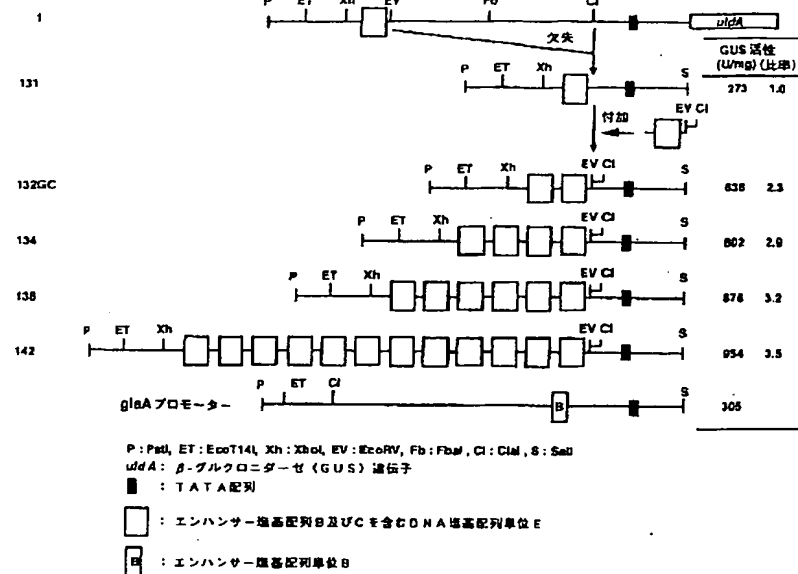 1
P ET Xh EV Fb Cl
uidA
欠失
GUS 活性
(U/mg) (比率)
131
P ET Xh S
273 1.0
付加
EV Cl
132GC
P ET Xh EV Cl S
638 2.3
134
P ET Xh EV Cl S
802 2.9
138
P ET Xh EV Cl S
876 3.2
142
P ET Xh EV Cl S
954 3.5
glaAプロモーター
P ET Cl B S
305
P : PstI, ET : EcoT14I, Xh : XhoI, EV : EcoRV, Fb : FbaI, Cl : ClaI, S : SalI
uidA : β-グルクロニダーゼ (GUS) 遺伝子
: TATA配列
: エンハンサー塩基配列B及びCを含むDNA塩基配列単位E
B : エンハンサー塩基配列単位B